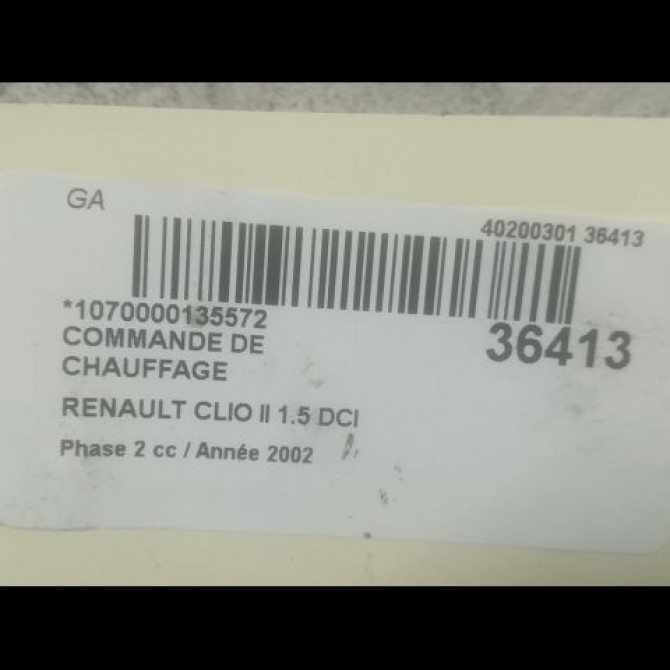 GA
40200301 36413
*1070000135572
36413
COMMANDE DE
CHAUFFAGE
RENAULT CLIO II 1.5 DCI
Phase 2 cc / Année 2002